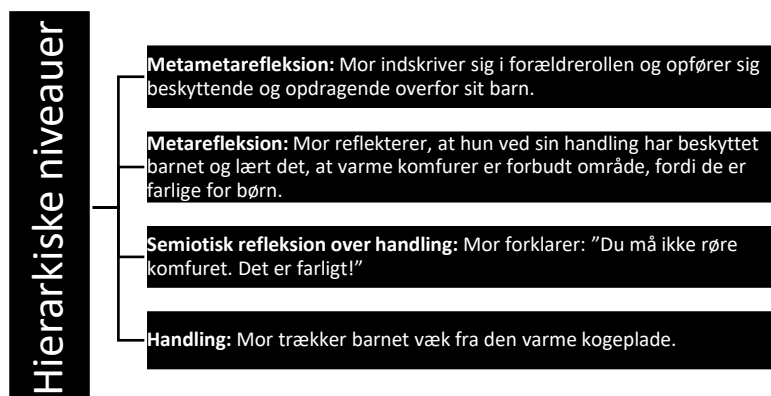 Hierarkiske niveauer
Metametarefleksion: Mor indskriver sig i forældrerollen og opfører sig
beskyttende og opdragende overfor sit barn.
Metarefleksion: Mor reflekterer, at hun ved sin handling har beskyttet
barnet og lært det, at varme komfurer er forbudt område, fordi de er
farlige for børn.
Semiotisk refleksion over handling: Mor forklarer: ”Du må ikke røre
komfuret. Det er farligt!”
Handling: Mor trækker barnet væk fra den varme kogeplade.